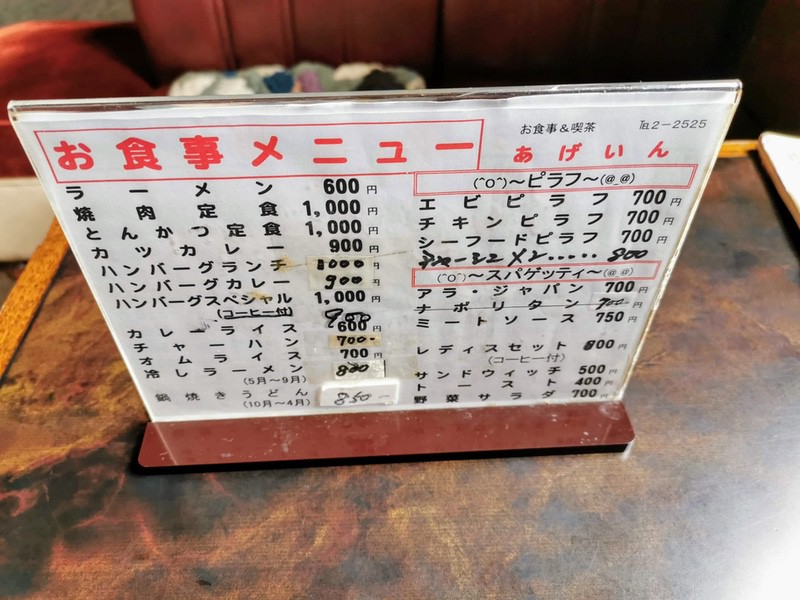 お食事メニュー
お食事&喫茶 ℡2-2525
あげいん
ラーメン 600円
焼肉定食 1,000円
とんかつ定食 1,000円
カツカレー 900円
ハンバーグランチ 1000円
ハンバーグカレー 900円
ハンバーグスペシャル 1,000円
(コーヒー付) 900
カレーライス 600円
チャーハン 700-
オムライス 700円
冷しラーメン 800
(5月〜9月)
鍋焼きうどん 850-
(10月〜4月)
(^O^)〜ピラフ〜(@_@)
エビピラフ 700円
チキンピラフ 700円
シーフードピラフ 700円
800
(^O^)〜スパゲッティ〜(@_@)
アラ・ジャパン 700円
ナポリタン 700円
ミートソース 750円
レディスセット 800円
(コーヒー付)
サンドウィッチ 500円
トースト 400円
野菜サラダ 700円